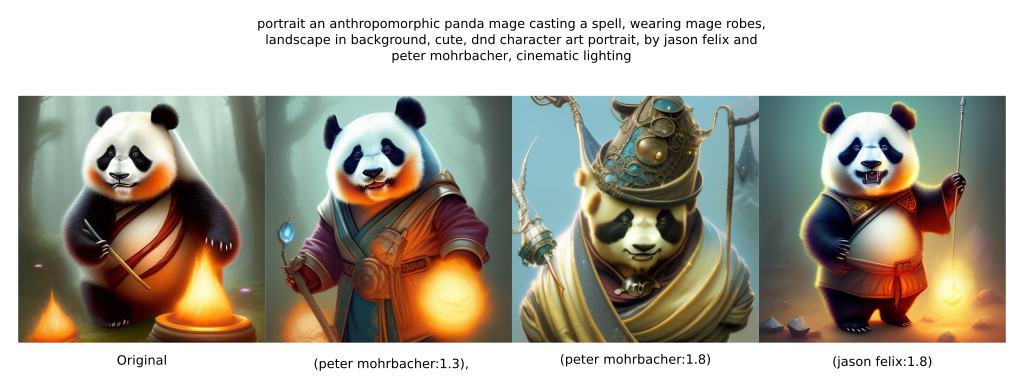 portrait an anthropomorphic panda mage casting a spell, wearing mage robes,
landscape in background, cute, dnd character art portrait, by jason felix and
peter mohrbacher, cinematic lighting
Original
(peter mohrbacher:1.3),
(peter mohrbacher:1.8)
(jason felix:1.8)